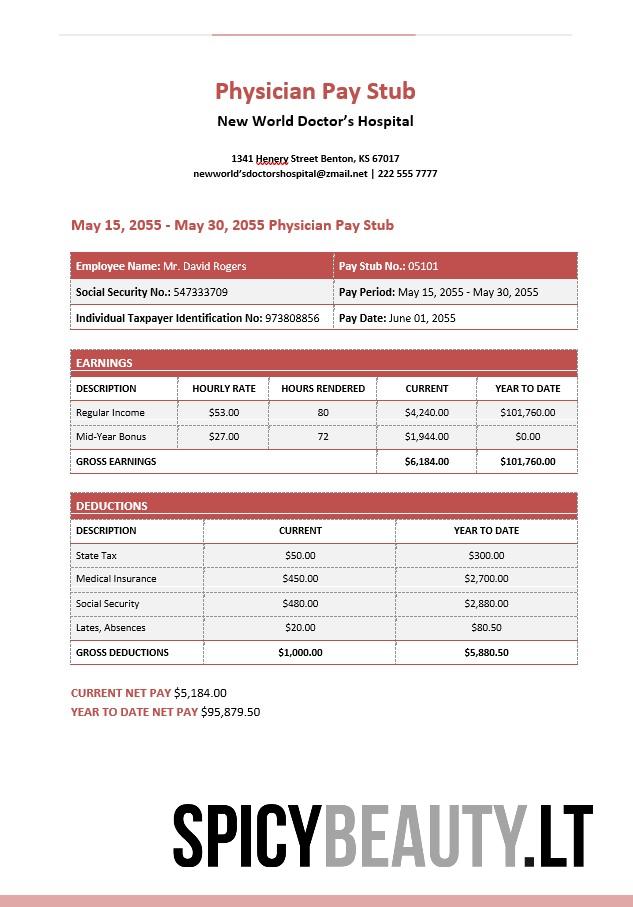 Physician Pay Stub
New World Doctor’s Hospital
1341 Henery Street Benton, KS 67017
newworld’sdoctorshospital@zmail.net | 222 555 7777
May 15, 2055 - May 30, 2055 Physician Pay Stub
Employee Name: Mr. David Rogers Pay Stub No.: 05101
Social Security No.: 547333709 Pay Period: May 15, 2055 - May 30, 2055
Individual Taxpayer Identification No: 973808856 Pay Date: June 01, 2055
EARNINGS
DESCRIPTION HOURLY RATE HOURS RENDERED CURRENT YEAR TO DATE
Regular Income $53.00 80 $4,240.00 $101,760.00
Mid-Year Bonus $27.00 72 $1,944.00 $0.00
GROSS EARNINGS $6,184.00 $101,760.00
DEDUCTIONS
DESCRIPTION CURRENT YEAR TO DATE
State Tax $50.00 $300.00
Medical Insurance $450.00 $2,700.00
Social Security $480.00 $2,880.00
Lates, Absences $20.00 $80.50
GROSS DEDUCTIONS $1,000.00 $5,880.50
CURRENT NET PAY $5,184.00
YEAR TO DATE NET PAY $95,879.50
SPICYBEAUTY.LT